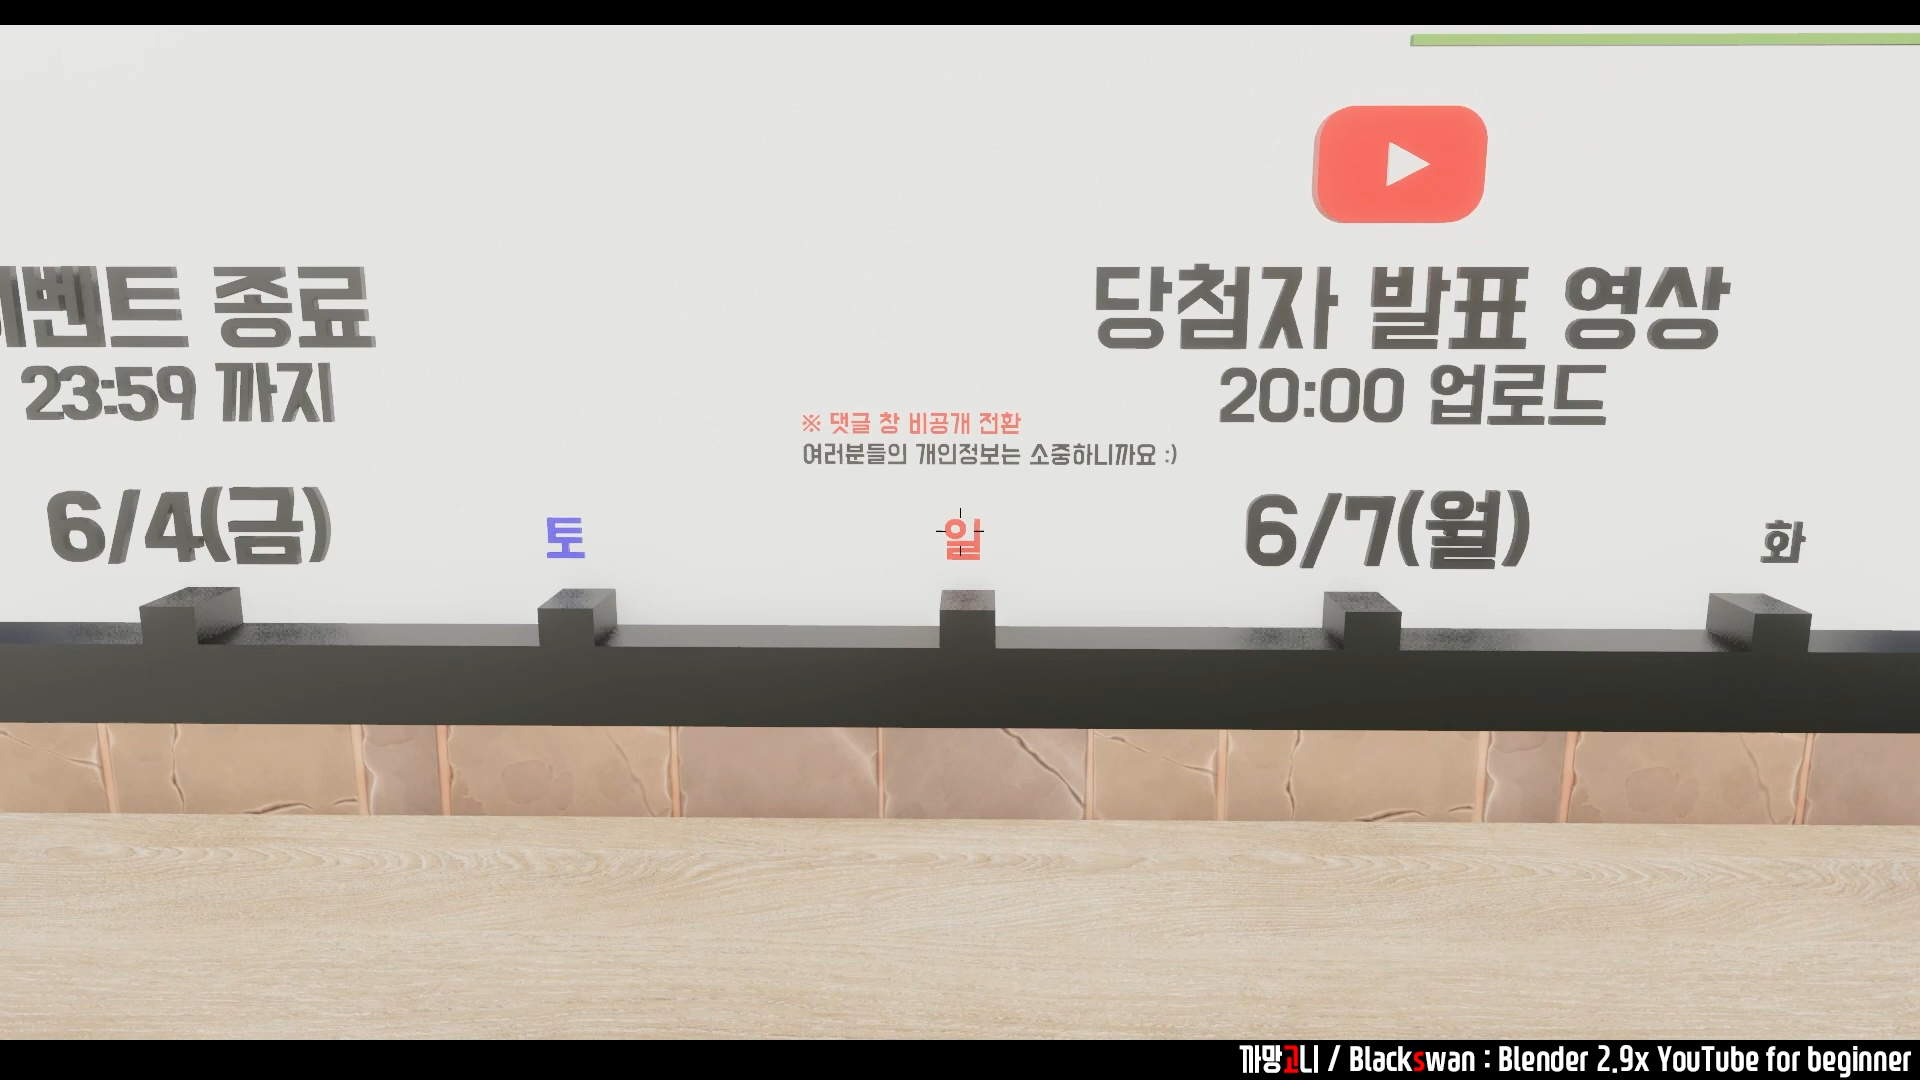 이벤트 종료
23:59 까지
6/4(금)
토
※ 댓글 창 비공개 전환
여러분들의 개인정보는 소중하니까요 :)
일
당첨자 발표 영상
20:00 업로드
6/7(월)
화
까망고니 / Blackswan : Blender 2.9x YouTube for beginner